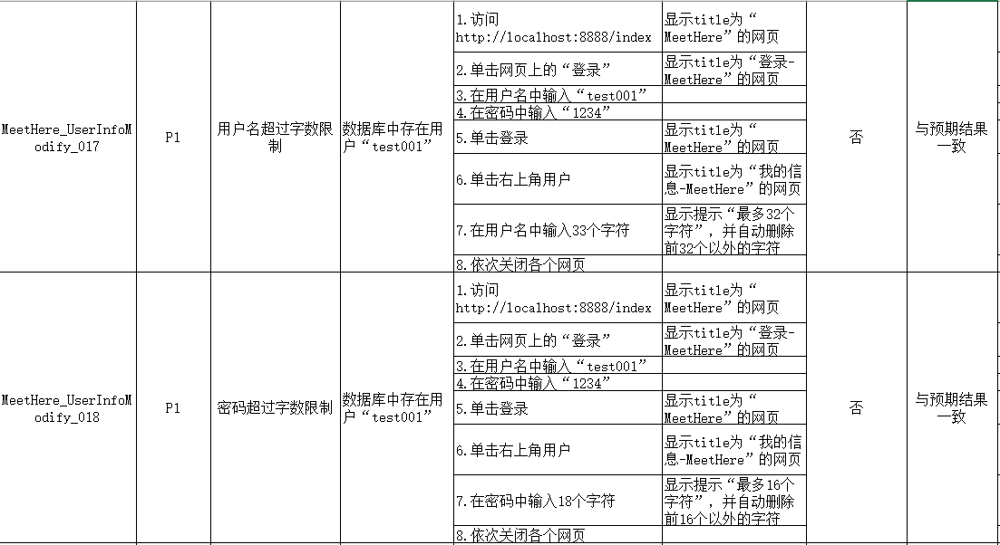 MeetHere_UserInfoM
odify_017
P1
用户名超过字数限
制
数据库中存在用
户“test001”
1.访问
http://localhost:8888/index
显示title为“
MeetHere”的网页
2.单击网页上的“登录”
显示title为“登录-
MeetHere”的网页
3.在用户名中输入“test001”
4.在密码中输入“1234”
5.单击登录
显示title为“
MeetHere”的网页
6.单击右上角用户
显示title为“我的信
息-MeetHere”的网页
7.在用户名中输入33个字符
显示提示“最多32个
字符”，并自动删除
前32个以外的字符
8.依次关闭各个网页
否
与预期结果
一致
MeetHere_UserInfoM
odify_018
P1
密码超过字数限制
数据库中存在用
户“test001”
1.访问
http://localhost:8888/index
显示title为“
MeetHere”的网页
2.单击网页上的“登录”
显示title为“登录-
MeetHere”的网页
3.在用户名中输入“test001”
4.在密码中输入“1234”
5.单击登录
显示title为“
MeetHere”的网页
6.单击右上角用户
显示title为“我的信
息-MeetHere”的网页
7.在密码中输入18个字符
显示提示“最多16个
字符”，并自动删除
前16个以外的字符
8.依次关闭各个网页
否
与预期结果
一致